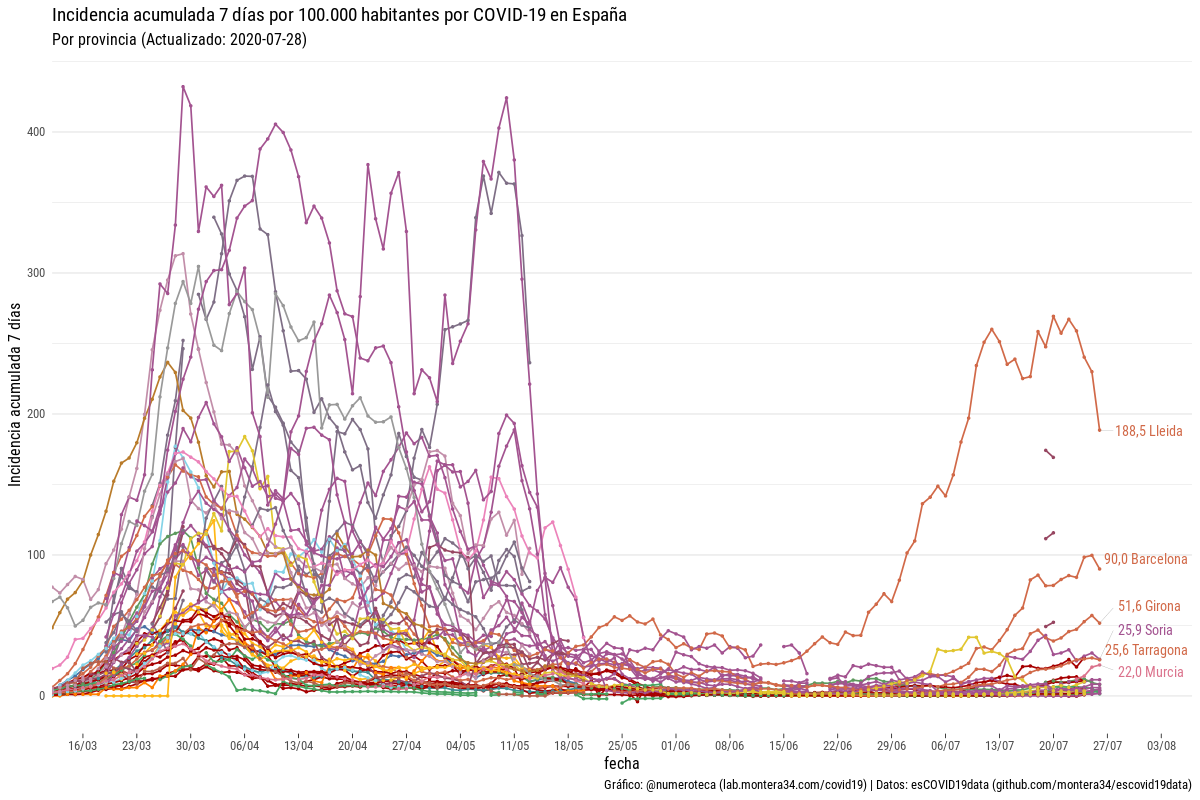 Incidencia acumulada 7 días por 100.000 habitantes por COVID-19 en España
Por provincia (Actualizado: 2020-07-28)
Incidencia acumulada 7 días
400
300
200
100
0
188,5 Lleida
90,0 Barcelona
51,6 Girona
25,9 Soria
25,6 Tarragona
22,0 Murcia
16/03 23/03 30/03 06/04 13/04 20/04 27/04 04/05 11/05 18/05 25/05 01/06 08/06 15/06 22/06 29/06 06/07 13/07 20/07 27/07 03/08
fecha
Gráfico: @numeroteca (lab.montera34.com/covid19) | Datos: esCOVID19data (github.com/montera34/escovid19data)